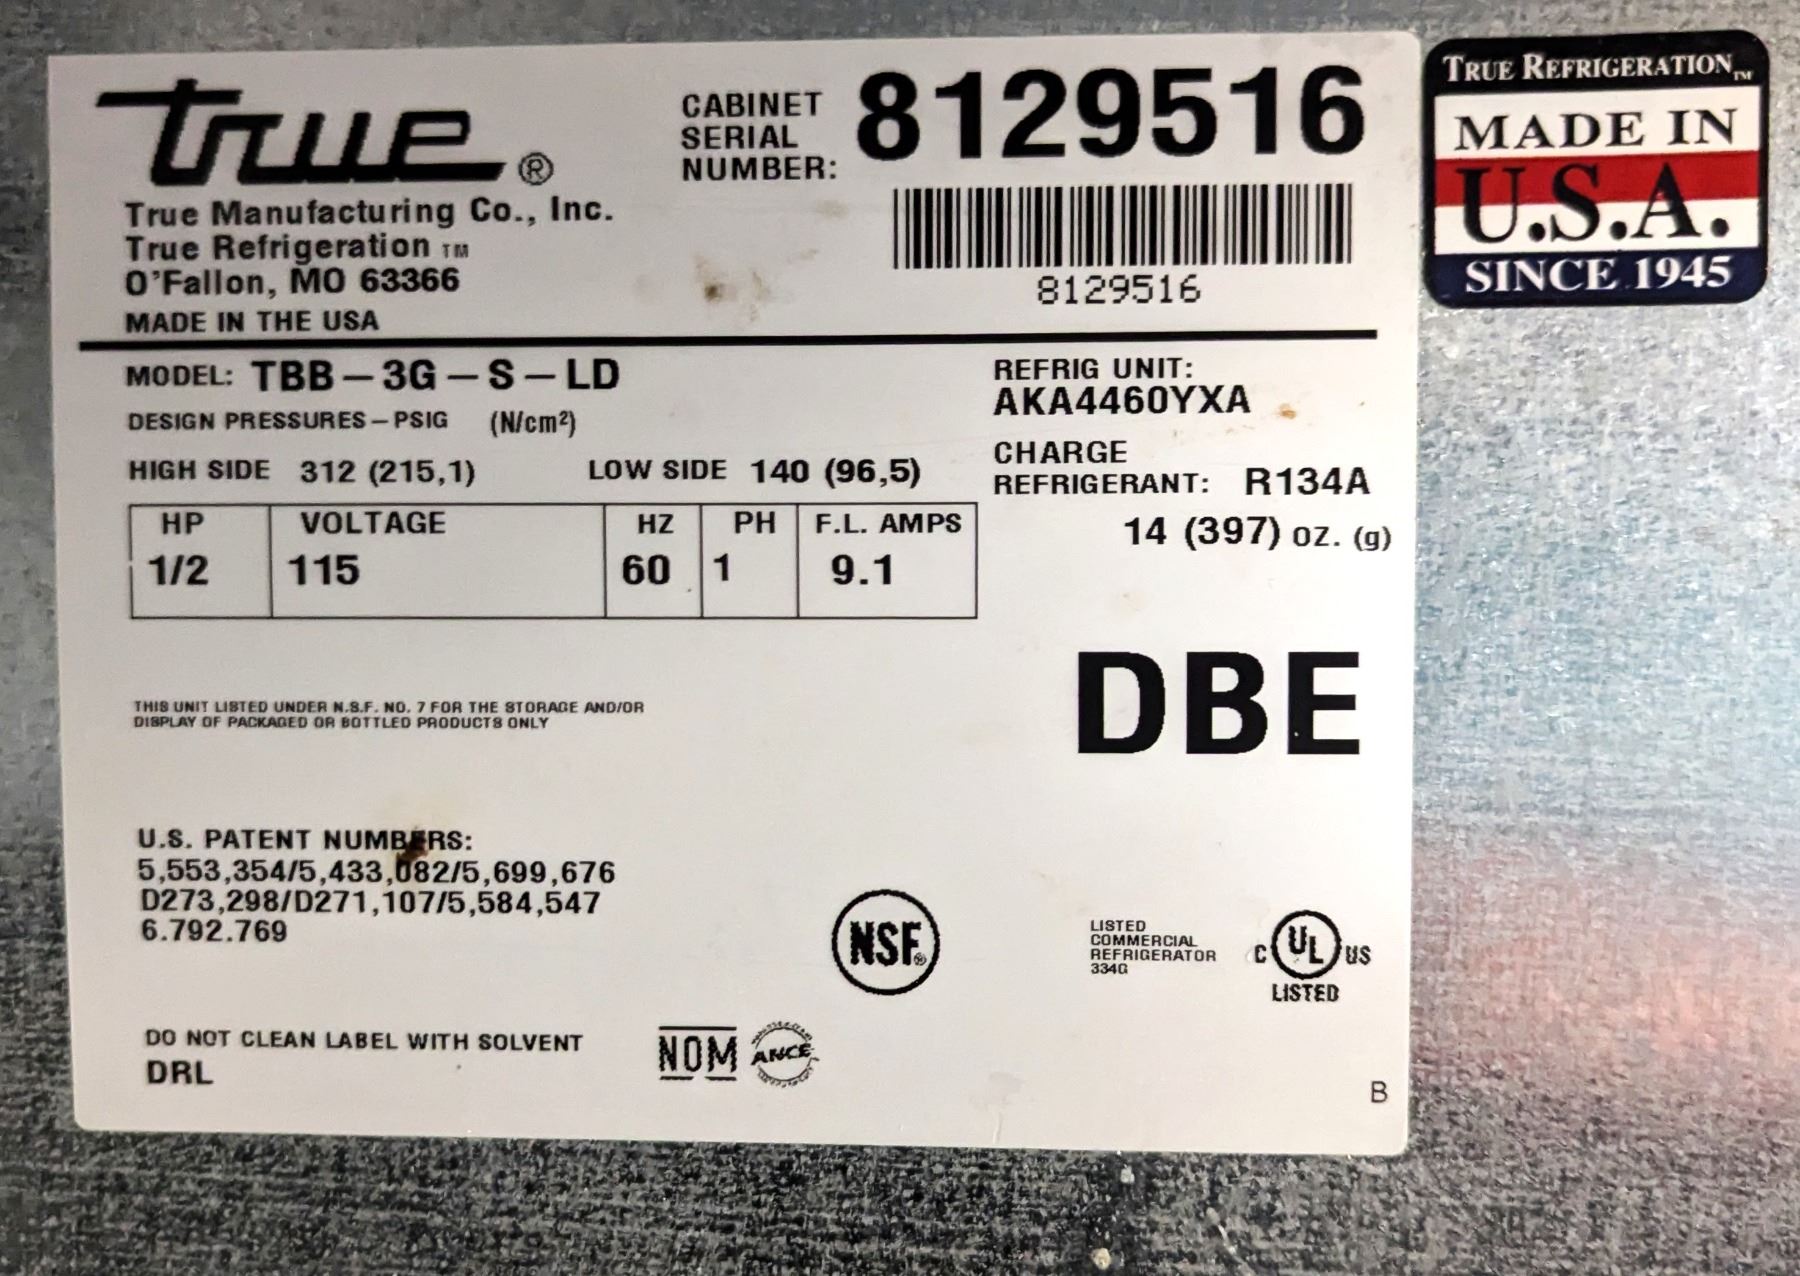 true®
True Manufacturing Co., Inc.
True Refrigeration TM
O'Fallon, MO 63366
MADE IN THE USA
CABINET
SERIAL
NUMBER:
8129516
8129516
TRUE REFRIGERATION™
MADE IN
U.S.A.
SINCE 1945
MODEL: TBB-3G-S-LD
DESIGN PRESSURES-PSIG (N/cm²)
HIGH SIDE 312 (215,1) LOW SIDE 140 (96,5)
REFRIG UNIT:
AKA4460YXA
CHARGE
REFRIGERANT: R134A
14 (397) oz. (g)
HP VOLTAGE HZ PH F.L. AMPS
1/2 115 60 1 9.1
DBE
THIS UNIT LISTED UNDER N.S.F. NO. 7 FOR THE STORAGE AND/OR
DISPLAY OF PACKAGED OR BOTTLED PRODUCTS ONLY
U.S. PATENT NUMBERS:
5,553,354/5,433,082/5,699,676
D273,298/D271,107/5,584,547
6.792.769
NSF®
LISTED
COMMERCIAL
REFRIGERATOR
334G
C UL US
LISTED
DO NOT CLEAN LABEL WITH SOLVENT
DRL
NOM
ANCE
B